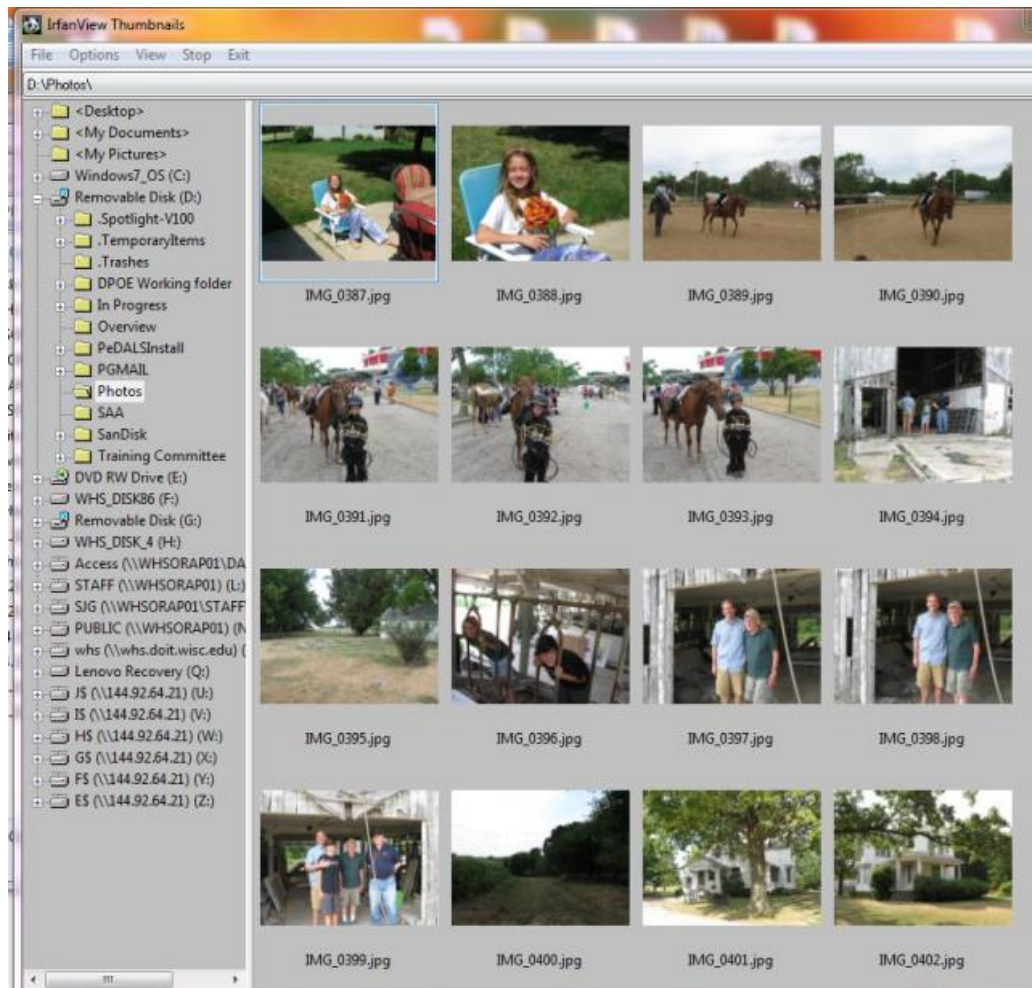 IrfanView Thumbnails
File Options View Stop Exit
D:\Photos\
<Desktop>
<My Documents>
<My Pictures>
Windows7_OS (C:)
Removable Disk (D:)
.Spotlight-V100
.TemporaryItems
.Trashes
DPOE Working folder
In Progress
Overview
PeDALSInstall
PGMAIL
Photos
SAA
SanDisk
Training Committee
DVD RW Drive (E:)
WHS_DISK86 (F:)
Removable Disk (G:)
WHS_DISK_4 (H:)
Access (\\WHSORAP01\DA
STAFF (\\WHSORAP01) (L:)
SJG (\\WHSORAP01\STAFF
PUBLIC (\\WHSORAP01) (N
whs (\\whs.doit.wisc.edu) (
Lenovo Recovery (Q:)
J$ (\\144.92.64.21) (U:)
I$ (\\144.92.64.21) (V:)
H$ (\\144.92.64.21) (W:)
G$ (\\144.92.64.21) (X:)
F$ (\\144.92.64.21) (Y:)
E$ (\\144.92.64.21) (Z:)
IMG_0387.jpg IMG_0388.jpg IMG_0389.jpg IMG_0390.jpg
IMG_0391.jpg IMG_0392.jpg IMG_0393.jpg IMG_0394.jpg
IMG_0395.jpg IMG_0396.jpg IMG_0397.jpg IMG_0398.jpg
IMG_0399.jpg IMG_0400.jpg IMG_0401.jpg IMG_0402.jpg